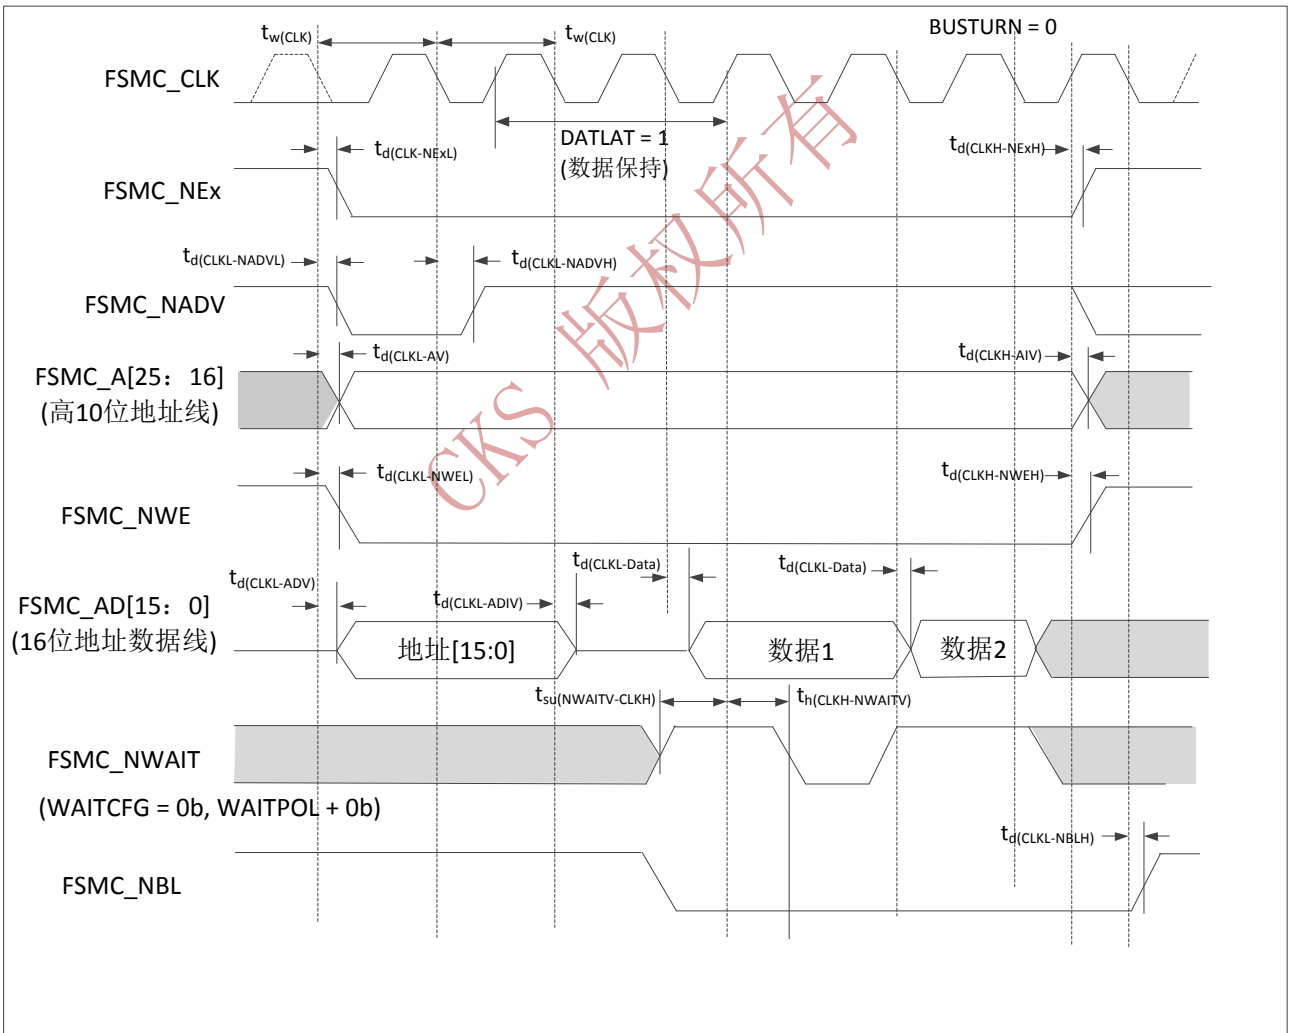 tw(CLK) tw(CLK) BUSTURN = 0
FSMC_CLK
DATLAT = 1
(数据保持)
td(CLK-NExL) td(CLKH-NExH)
FSMC_NEx
td(CLKL-NADVL) td(CLKL-NADVH)
FSMC_NADV
td(CLKL-AV) td(CLKH-AIV)
FSMC_A[25：16]
(高10位地址线)
td(CLKL-NWEL) td(CLKH-NWEH)
FSMC_NWE
td(CLKL-ADV) td(CLKL-ADIV) td(CLKL-Data) td(CLKL-Data)
FSMC_AD[15：0]
(16位地址数据线)
地址[15:0] 数据1 数据2
tsu(NWAITV-CLKH) th(CLKH-NWAITV)
FSMC_NWAIT
(WAITCFG = 0b, WAITPOL + 0b)
td(CLKL-NBLH)
FSMC_NBL
CKS 版权所有